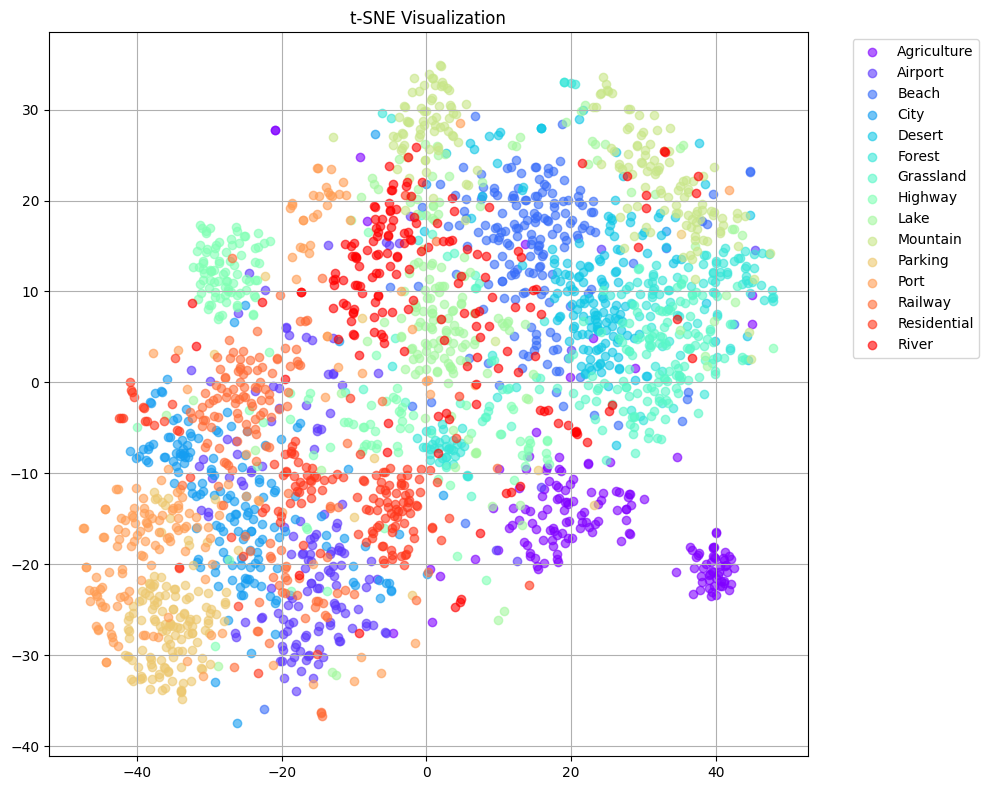 t-SNE Visualization
30
20
10
0
−10
−20
−30
−40
−40
−20
0
20
40
Agriculture
Airport
Beach
City
Desert
Forest
Grassland
Highway
Lake
Mountain
Parking
Port
Railway
Residential
River